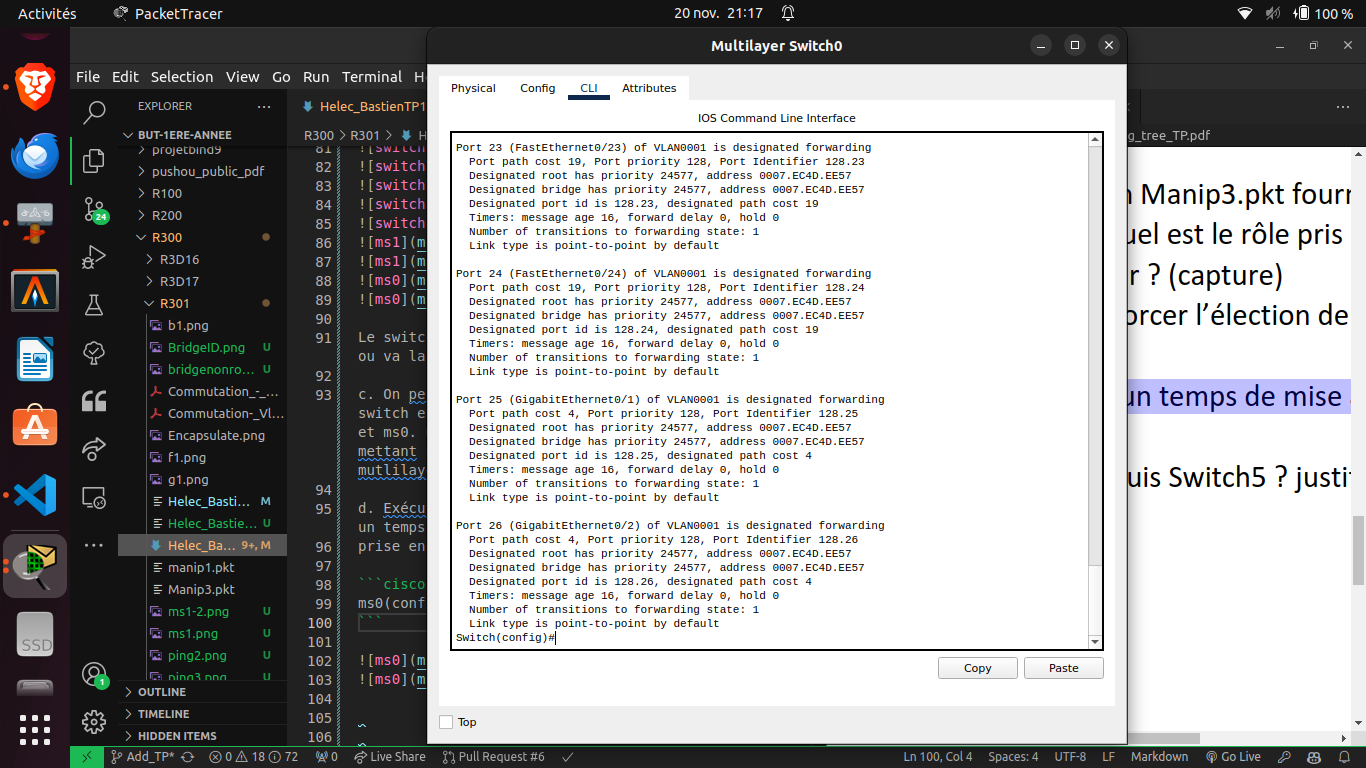 Activités
PacketTracer
20 nov. 21:17
100 %
Multilayer Switch0
File Edit Selection View Go Run Terminal H
Physical Config CLI Attributes
IOS Command Line Interface
EXPLORER
BUT-1ERE-ANNEE
projetbind9
pushou_public_pdf
R100
R200
R300
R3D16
R3D17
R301
b1.png
BridgeID.png U
bridgenonro... U
Commutation_-_...
Commutation-_Vl...
Encapsulate.png
f1.png
g1.png
Helec_Basti... M
Helec_Bastie... U
Helec_Ba... 9+, M
manip1.pkt
Manip3.pkt
ms1-2.png U
ms1.png U
ping2.png U
ping3.png U
OUTLINE
TIMELINE
HIDDEN ITEMS
24
1
SSD
Helec_BastienTP1
R300 > R301 > H
81 ![switch
82 ![switch
83 ![switch
84 ![switch
85 ![switch
86 ![ms1](m
87 ![ms1](m
88 ![ms0](m
89 ![ms0](m
90
91 Le switc
ou va la
92
93 c. On pe
switch e
et ms0.
mettant
mutlilay
94
95 d. Exécu
un temps
96 prise en
97
98 ```cisco
99 ms0(conf
100 ```
101
102 ![ms0](m
103 ![ms0](m
104
105
106
Port 23 (FastEthernet0/23) of VLAN0001 is designated forwarding
Port path cost 19, Port priority 128, Port Identifier 128.23
Designated root has priority 24577, address 0007.EC4D.EE57
Designated bridge has priority 24577, address 0007.EC4D.EE57
Designated port id is 128.23, designated path cost 19
Timers: message age 16, forward delay 0, hold 0
Number of transitions to forwarding state: 1
Link type is point-to-point by default
Port 24 (FastEthernet0/24) of VLAN0001 is designated forwarding
Port path cost 19, Port priority 128, Port Identifier 128.24
Designated root has priority 24577, address 0007.EC4D.EE57
Designated bridge has priority 24577, address 0007.EC4D.EE57
Designated port id is 128.24, designated path cost 19
Timers: message age 16, forward delay 0, hold 0
Number of transitions to forwarding state: 1
Link type is point-to-point by default
Port 25 (GigabitEthernet0/1) of VLAN0001 is designated forwarding
Port path cost 4, Port priority 128, Port Identifier 128.25
Designated root has priority 24577, address 0007.EC4D.EE57
Designated bridge has priority 24577, address 0007.EC4D.EE57
Designated port id is 128.25, designated path cost 4
Timers: message age 16, forward delay 0, hold 0
Number of transitions to forwarding state: 1
Link type is point-to-point by default
Port 26 (GigabitEthernet0/2) of VLAN0001 is designated forwarding
Port path cost 4, Port priority 128, Port Identifier 128.26
Designated root has priority 24577, address 0007.EC4D.EE57
Designated bridge has priority 24577, address 0007.EC4D.EE57
Designated port id is 128.26, designated path cost 4
Timers: message age 16, forward delay 0, hold 0
Number of transitions to forwarding state: 1
Link type is point-to-point by default
Switch(config)#
Copy Paste
Top
g_tree_TP.pdf
n Manip3.pkt fourn
uel est le rôle pris
r ? (capture)
orcer l'élection de
un temps de mise
uis Switch5 ? justi
Add_TP* 0 18 72 0 Live Share Pull Request #6 Ln 100, Col 4 Spaces: 4 UTF-8 LF Markdown Go Live